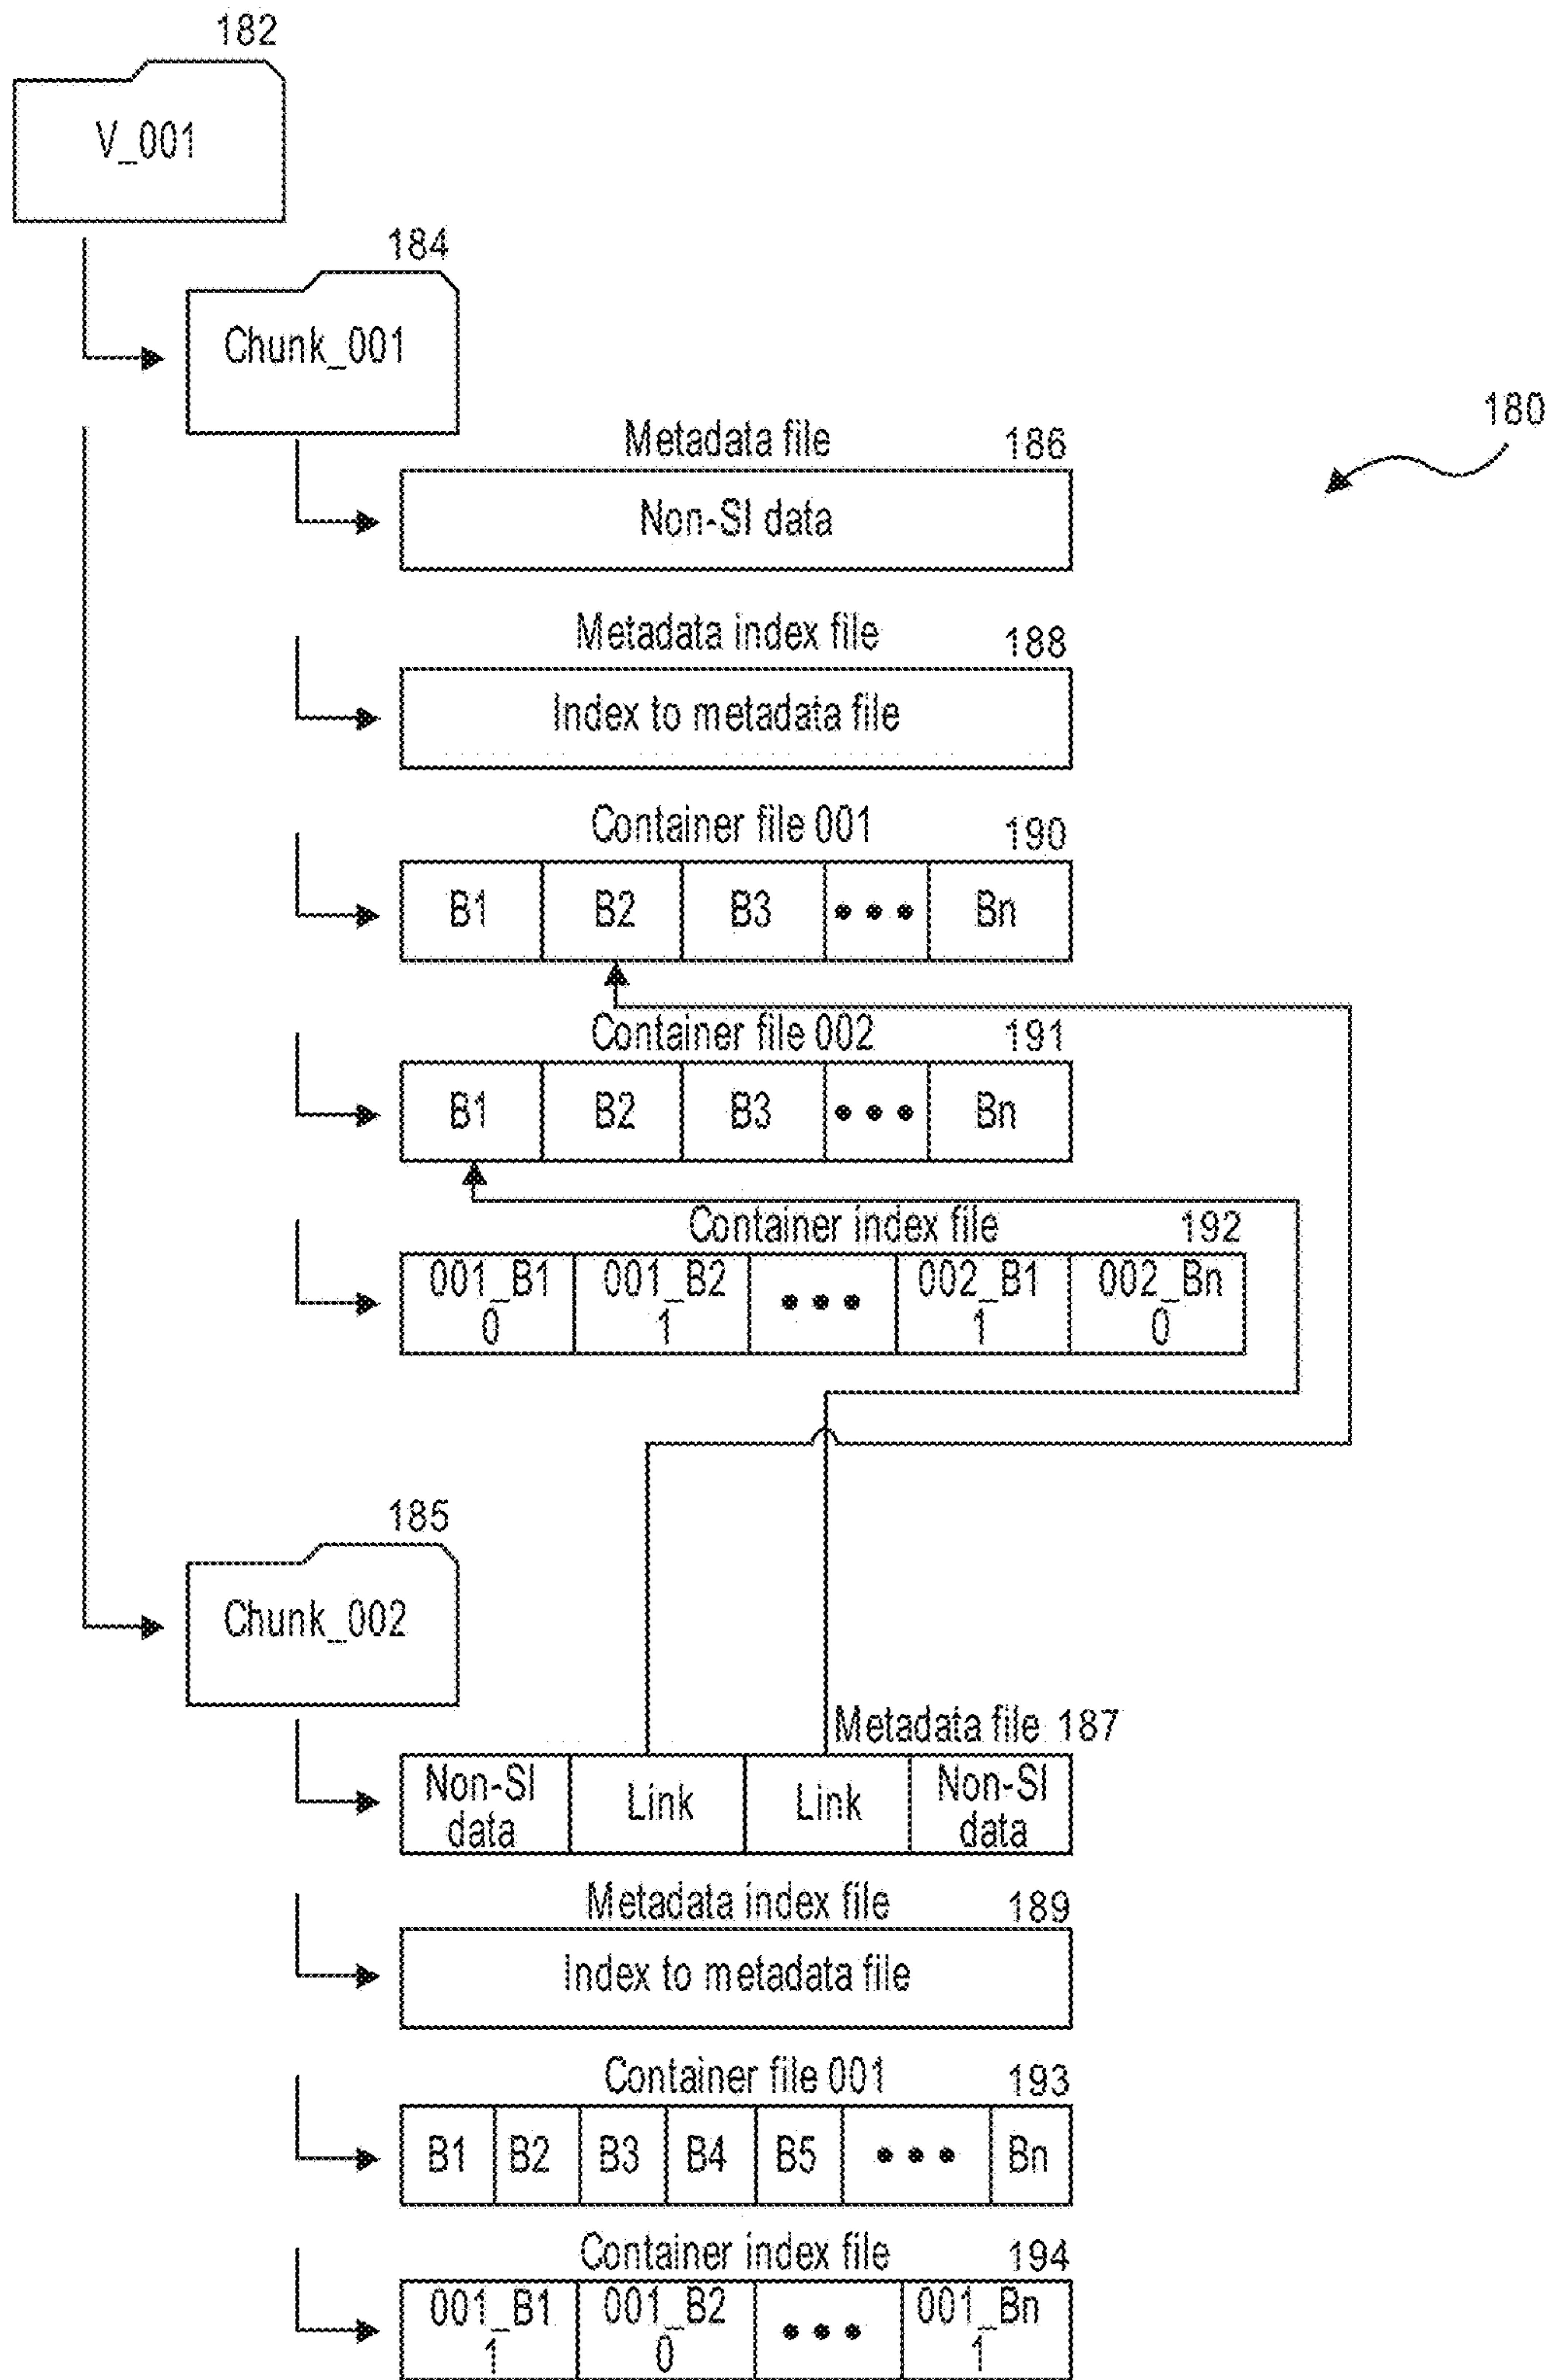 182
V_001
184
Chunk_001
180
Metadata file 186
Non-SI data
Metadata index file 188
Index to metadata file
Container file 001 190
B1 B2 B3 ••• Bn
Container file 002 191
B1 B2 B3 ••• Bn
Container index file 192
001_B1 001_B2 ••• 002_B1 002_Bn
0 1 1 0
185
Chunk_002
Metadata file 187
Non-SI Link Link Non-SI
data data
Metadata index file 189
Index to metadata file
Container file 001 193
B1 B2 B3 B4 B5 ••• Bn
Container index file 194
001_B1 001_B2 ••• 001_Bn
1 0 1